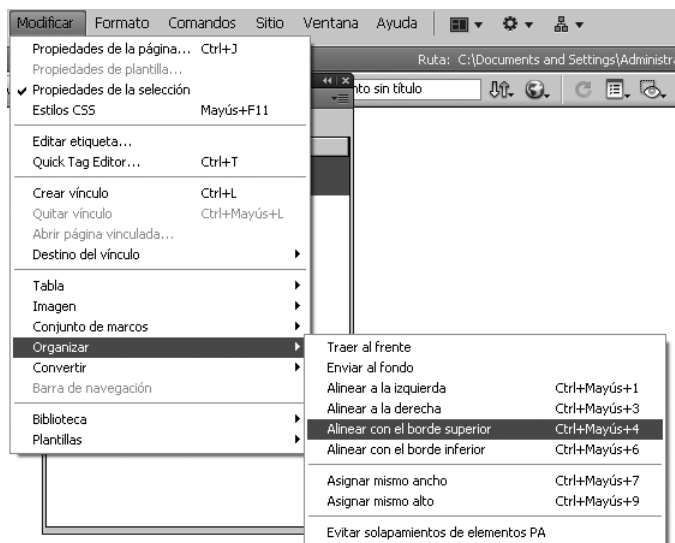 Modificar Formato Comandos Sitio Ventana Ayuda
Ruta: C:\Documents and Settings\Administra
nto sin título
Propiedades de la página... Ctrl+J
Propiedades de plantilla...
Propiedades de la selección
Estilos CSS Mayús+F11
Editar etiqueta...
Quick Tag Editor... Ctrl+T
Crear vínculo Ctrl+L
Quitar vínculo Ctrl+Mayús+L
Abrir página vinculada...
Destino del vínculo
Tabla
Imagen
Conjunto de marcos
Organizar
Convertir
Barra de navegación
Biblioteca
Plantillas
Traer al frente
Enviar al fondo
Alinear a la izquierda Ctrl+Mayús+1
Alinear a la derecha Ctrl+Mayús+3
Alinear con el borde superior Ctrl+Mayús+4
Alinear con el borde inferior Ctrl+Mayús+6
Asignar mismo ancho Ctrl+Mayús+7
Asignar mismo alto Ctrl+Mayús+9
Evitar solapamientos de elementos PA